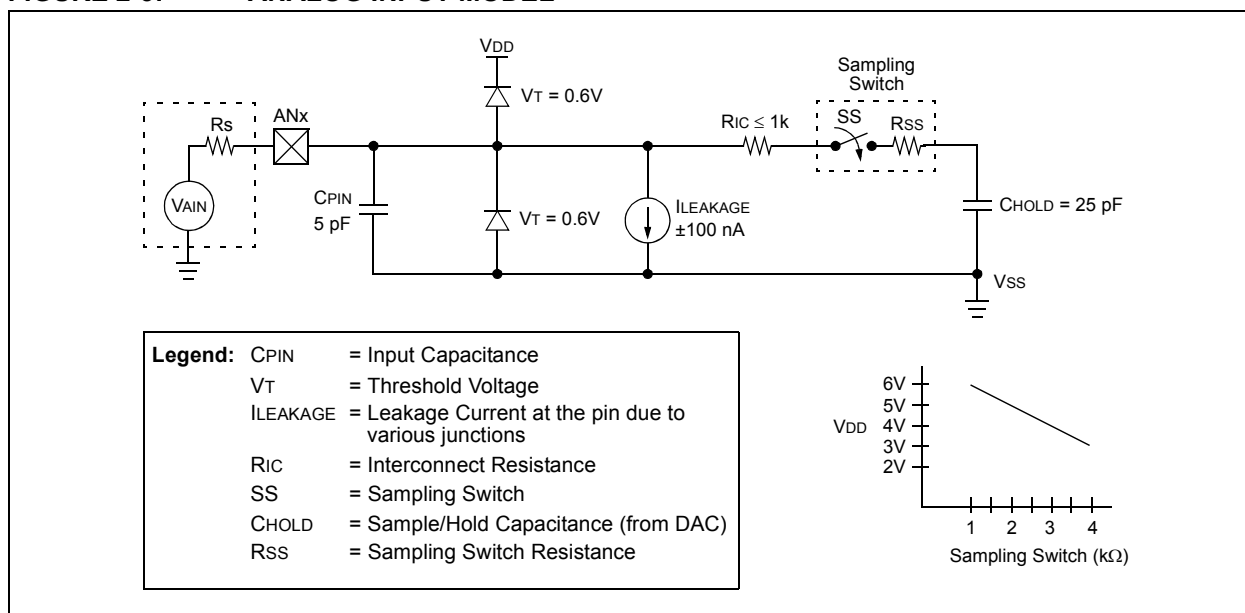 VDD
Sampling
Switch
VT = 0.6V
Rs
ANx
RIC ≤ 1k
SS
RSS
VAIN
CPIN
5 pF
VT = 0.6V
ILEAKAGE
±100 nA
CHOLD = 25 pF
VSS
Legend: CPIN = Input Capacitance
VT = Threshold Voltage
ILEAKAGE = Leakage Current at the pin due to
various junctions
RIC = Interconnect Resistance
SS = Sampling Switch
CHOLD = Sample/Hold Capacitance (from DAC)
RSS = Sampling Switch Resistance
6V
5V
VDD 4V
3V
2V
1 2 3 4
Sampling Switch (kΩ)